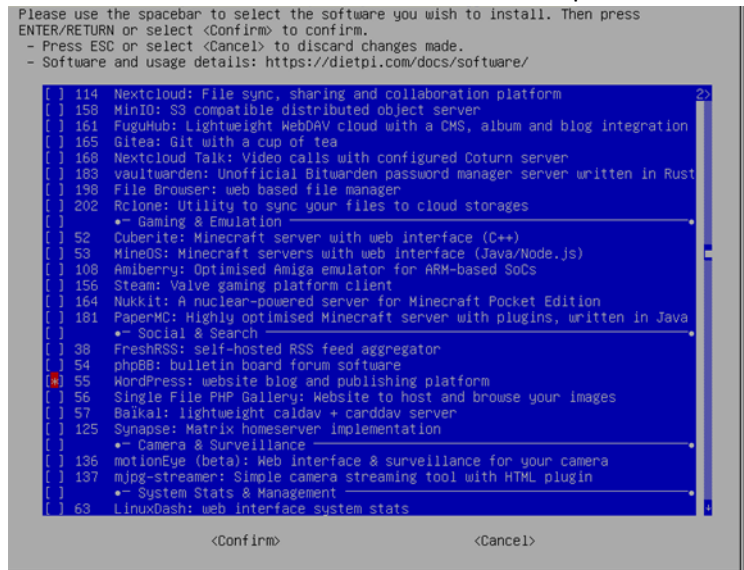 Please use the spacebar to select the software you wish to install. Then press
ENTER/RETURN or select <Confirm> to confirm.
- Press ESC or select <Cancel> to discard changes made.
- Software and usage details: https://dietpi.com/docs/software/
[ ] 114 Nextcloud: File sync, sharing and collaboration platform 2>
[ ] 158 MinIO: S3 compatible distributed object server
[ ] 161 FuguHub: Lightweight WebDAV cloud with a CMS, album and blog integration
[ ] 165 Gitea: Git with a cup of tea
[ ] 168 Nextcloud Talk: Video calls with configured Coturn server
[ ] 183 vaultwarden: Unofficial Bitwarden password manager server written in Rust
[ ] 198 File Browser: web based file manager
[ ] 202 Rclone: Utility to sync your files to cloud storages
[ ] •─ Gaming & Emulation ─•
[ ] 52 Cuberite: Minecraft server with web interface (C++)
[ ] 53 MineOS: Minecraft servers with web interface (Java/Node.js)
[ ] 108 Amiberry: Optimised Amiga emulator for ARM-based SoCs
[ ] 156 Steam: Valve gaming platform client
[ ] 164 Nukkit: A nuclear-powered server for Minecraft Pocket Edition
[ ] 181 PaperMC: Highly optimised Minecraft server with plugins, written in Java
[ ] •─ Social & Search ─•
[ ] 38 FreshRSS: self-hosted RSS feed aggregator
[ ] 54 phpBB: bulletin board forum software
[*] 55 WordPress: website blog and publishing platform
[ ] 56 Single File PHP Gallery: Website to host and browse your images
[ ] 57 Baïkal: lightweight caldav + carddav server
[ ] 125 Synapse: Matrix homeserver implementation
[ ] •─ Camera & Surveillance ─•
[ ] 136 motionEye (beta): Web interface & surveillance for your camera
[ ] 137 mjpg-streamer: Simple camera streaming tool with HTML plugin
[ ] •─ System Stats & Management ─•
[ ] 63 LinuxDash: web interface system stats
<Confirm> <Cancel>